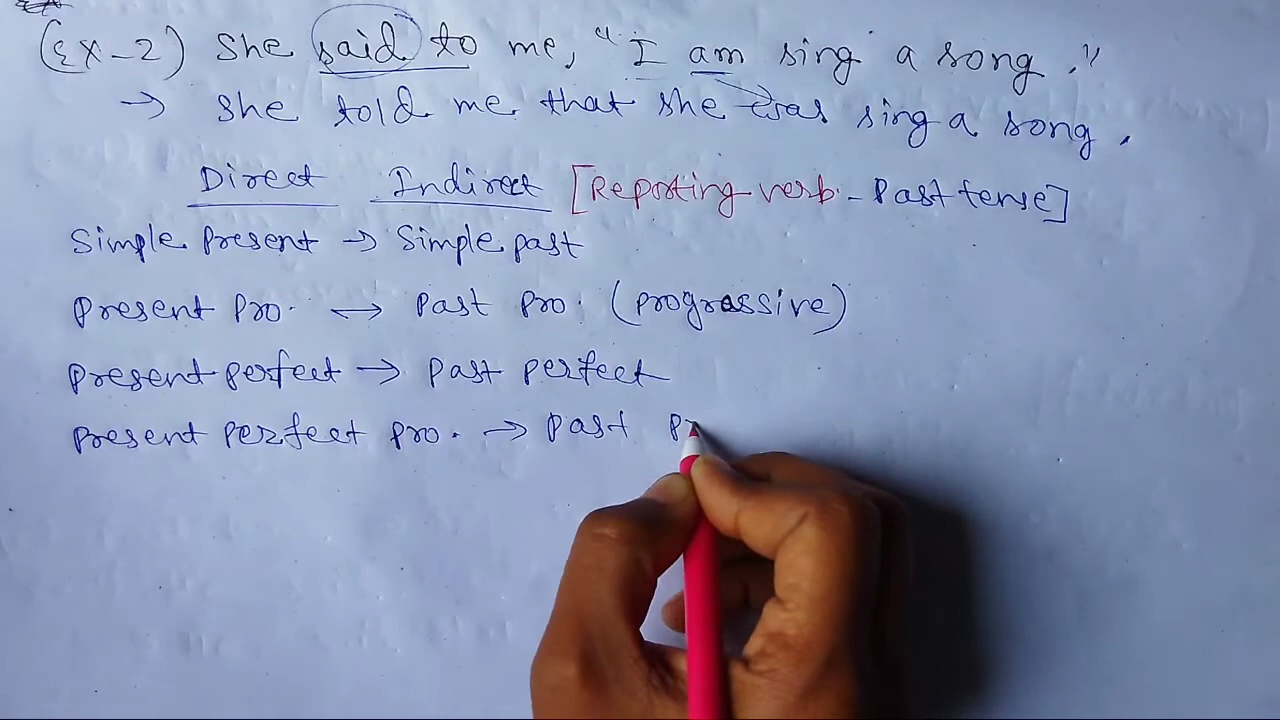 (Ex-2) She said to me, "I am sing a song."
→ She told me that she was sing a song.
Direct Indirect [Reporting verb - Past tense]
Simple Present → Simple past
Present Pro. ↔ Past Pro. (progressive)
Present perfect → Past perfect
Present perfect pro. → Past